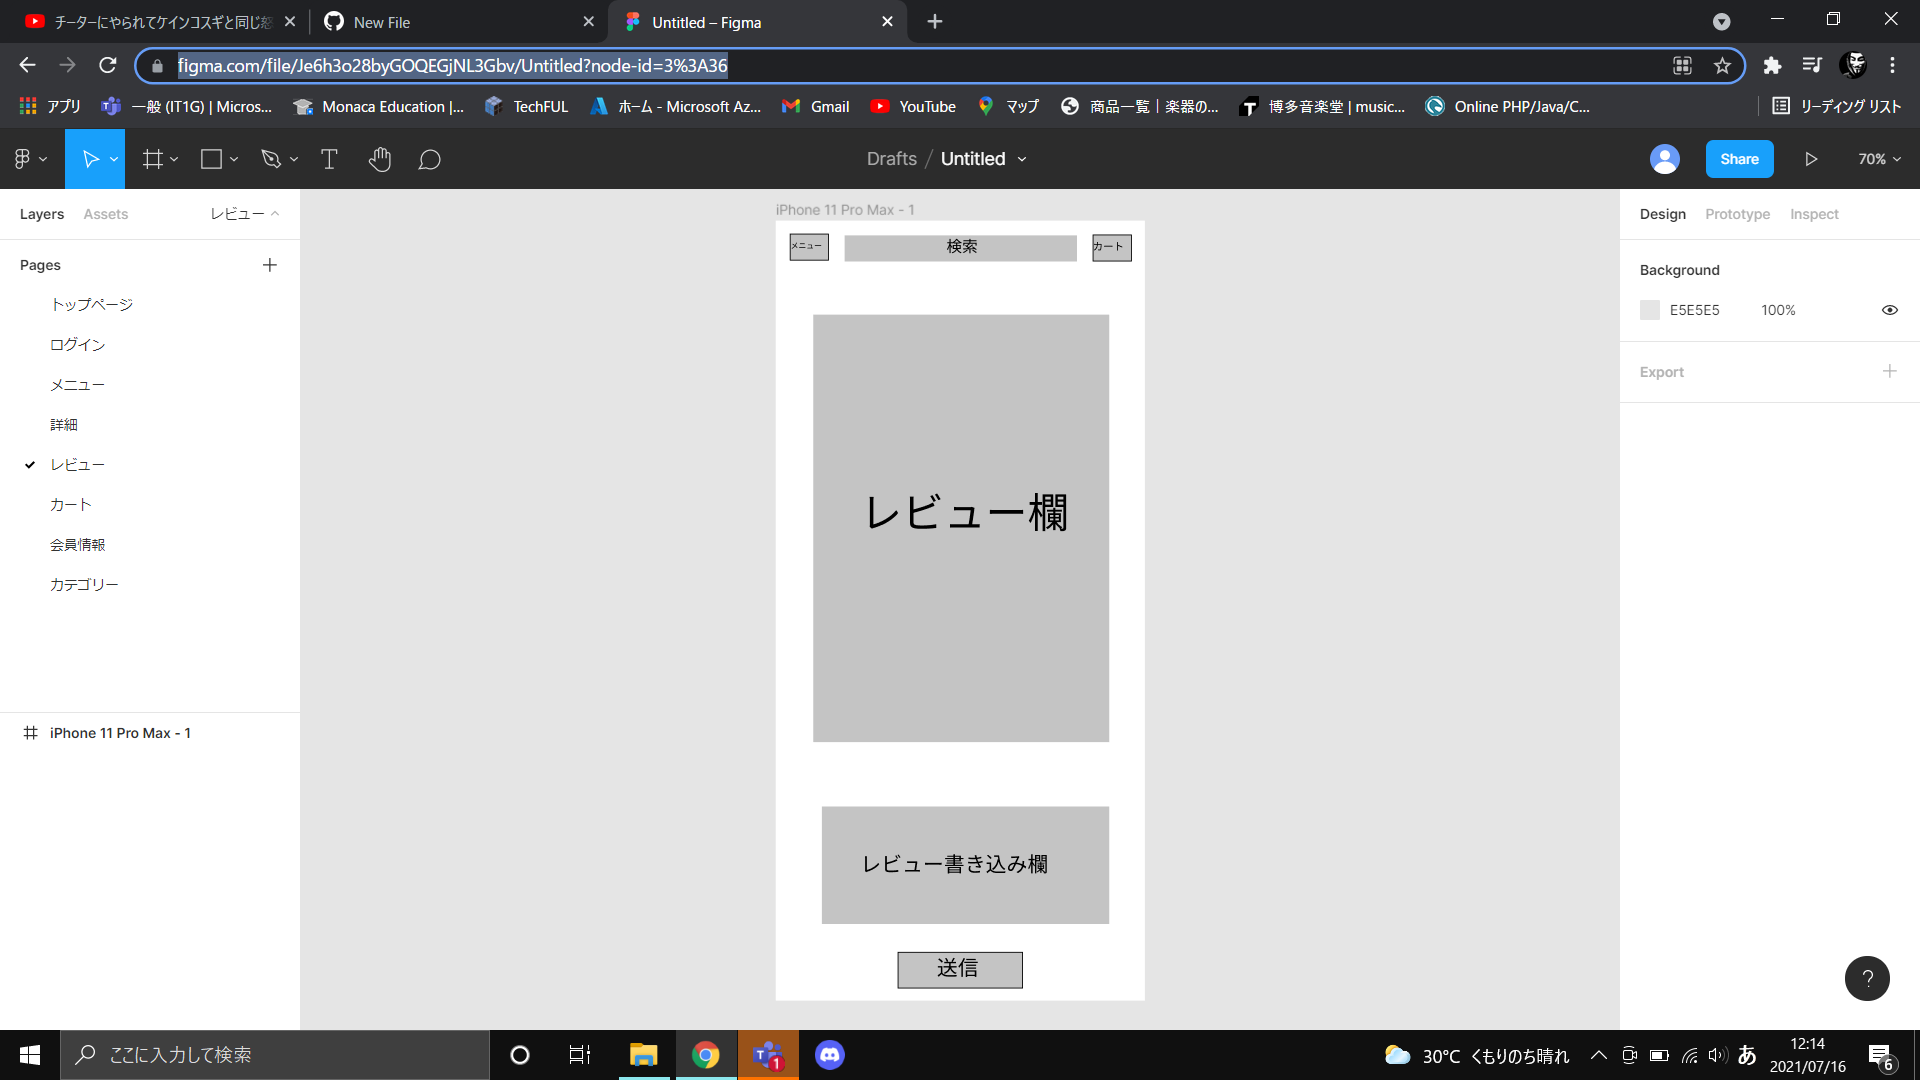 チーターにやられてケインコスギと同じ怒
New File
Untitled – Figma
figma.com/file/Je6h3o28byGOQEGjNL3Gbv/Untitled?node-id=3%3A36
アプリ
一般 (IT1G) | Micros...
Monaca Education |...
TechFUL
ホーム - Microsoft Az...
Gmail
YouTube
マップ
商品一覧 | 楽器の...
博多音楽堂 | music...
Online PHP/Java/C...
リーディング リスト
Drafts / Untitled
Share
70%
Layers
Assets
レビュー
Pages
トップページ
ログイン
メニュー
詳細
レビュー
カート
会員情報
カテゴリー
iPhone 11 Pro Max - 1
iPhone 11 Pro Max - 1
メニュー
検索
カート
レビュー欄
レビュー書き込み欄
送信
Design
Prototype
Inspect
Background
E5E5E5
100%
Export
?
ここに入力して検索
1
30°C くもりのち晴れ
あ
12:14
2021/07/16
6